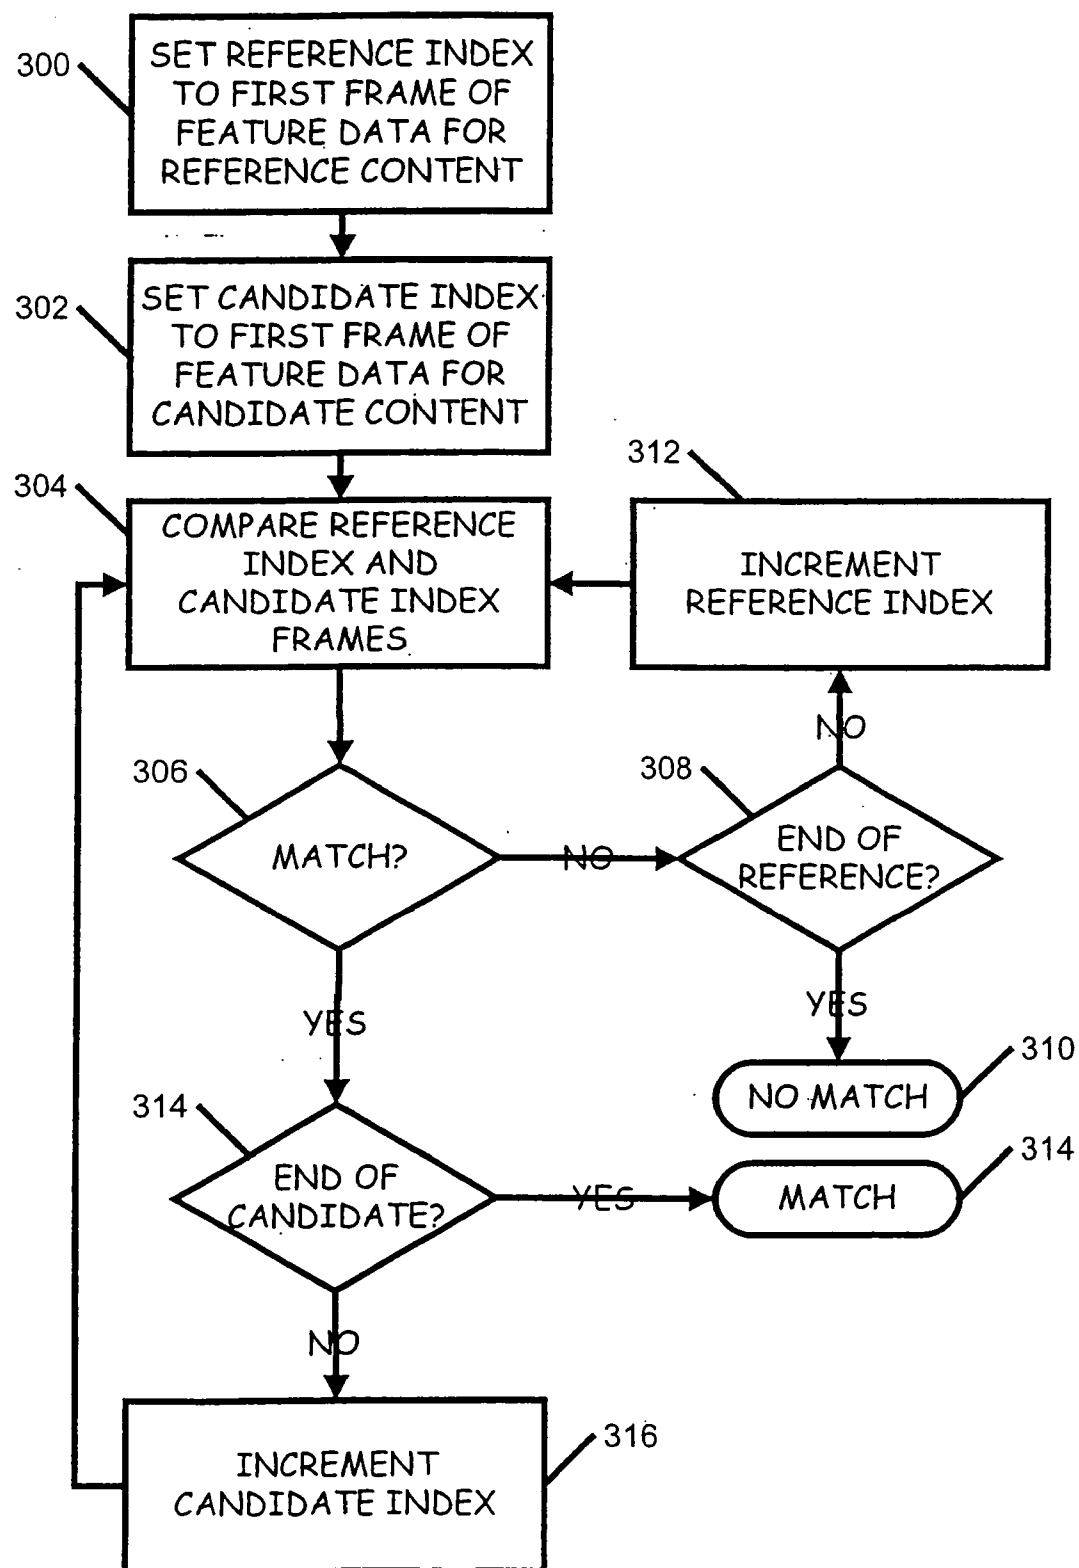 300
SET REFERENCE INDEX
TO FIRST FRAME OF
FEATURE DATA FOR
REFERENCE CONTENT
302
SET CANDIDATE INDEX
TO FIRST FRAME OF
FEATURE DATA FOR
CANDIDATE CONTENT
304
COMPARE REFERENCE
INDEX AND
CANDIDATE INDEX
FRAMES
312
INCREMENT
REFERENCE INDEX
NO
306
MATCH?
NO
308
END OF
REFERENCE?
YES
YES
310
NO MATCH
314
END OF
CANDIDATE?
YES
314
MATCH
NO
316
INCREMENT
CANDIDATE INDEX